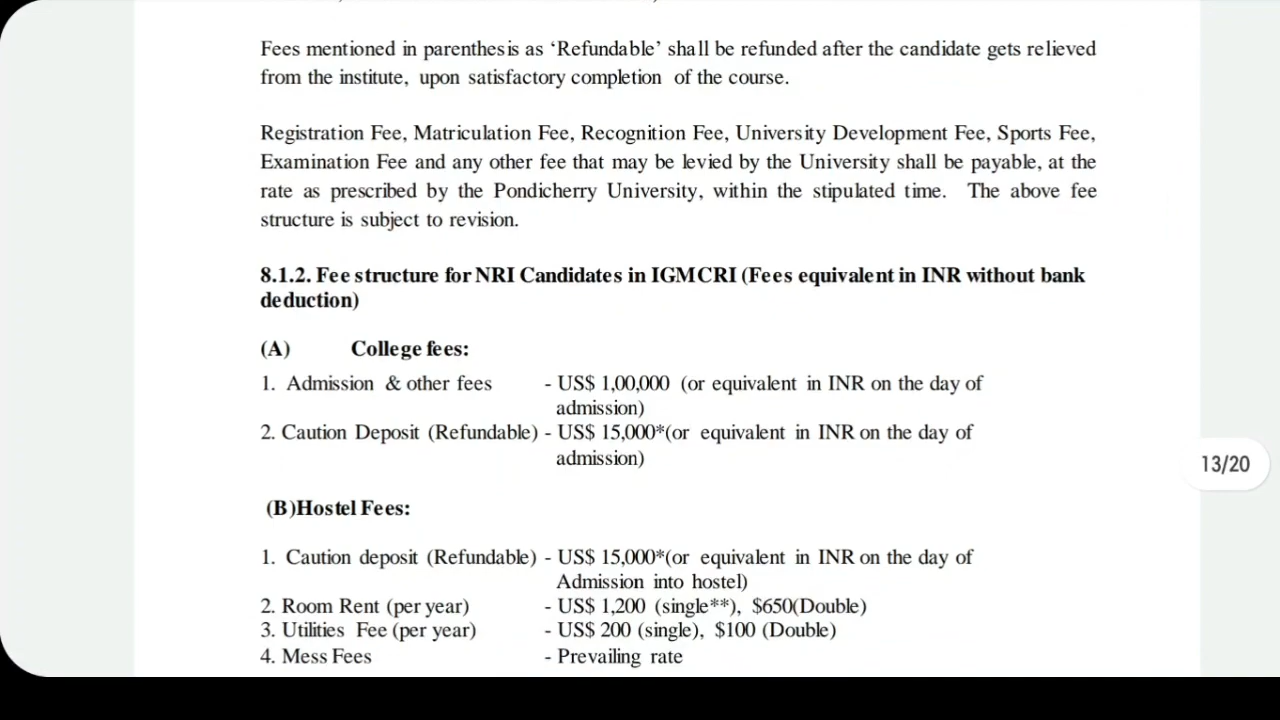 Fees mentioned in parenthesis as ‘Refundable’ shall be refunded after the candidate gets relieved
from the institute, upon satisfactory completion of the course.
Registration Fee, Matriculation Fee, Recognition Fee, University Development Fee, Sports Fee,
Examination Fee and any other fee that may be levied by the University shall be payable, at the
rate as prescribed by the Pondicherry University, within the stipulated time. The above fee
structure is subject to revision.
8.1.2. Fee structure for NRI Candidates in IGMCRI (Fees equivalent in INR without bank
deduction)
(A) College fees:
1. Admission & other fees - US$ 1,00,000 (or equivalent in INR on the day of
admission)
2. Caution Deposit (Refundable) - US$ 15,000*(or equivalent in INR on the day of
admission)
13/20
(B)Hostel Fees:
1. Caution deposit (Refundable) - US$ 15,000*(or equivalent in INR on the day of
Admission into hostel)
2. Room Rent (per year) - US$ 1,200 (single**), $650(Double)
3. Utilities Fee (per year) - US$ 200 (single), $100 (Double)
4. Mess Fees - Prevailing rate